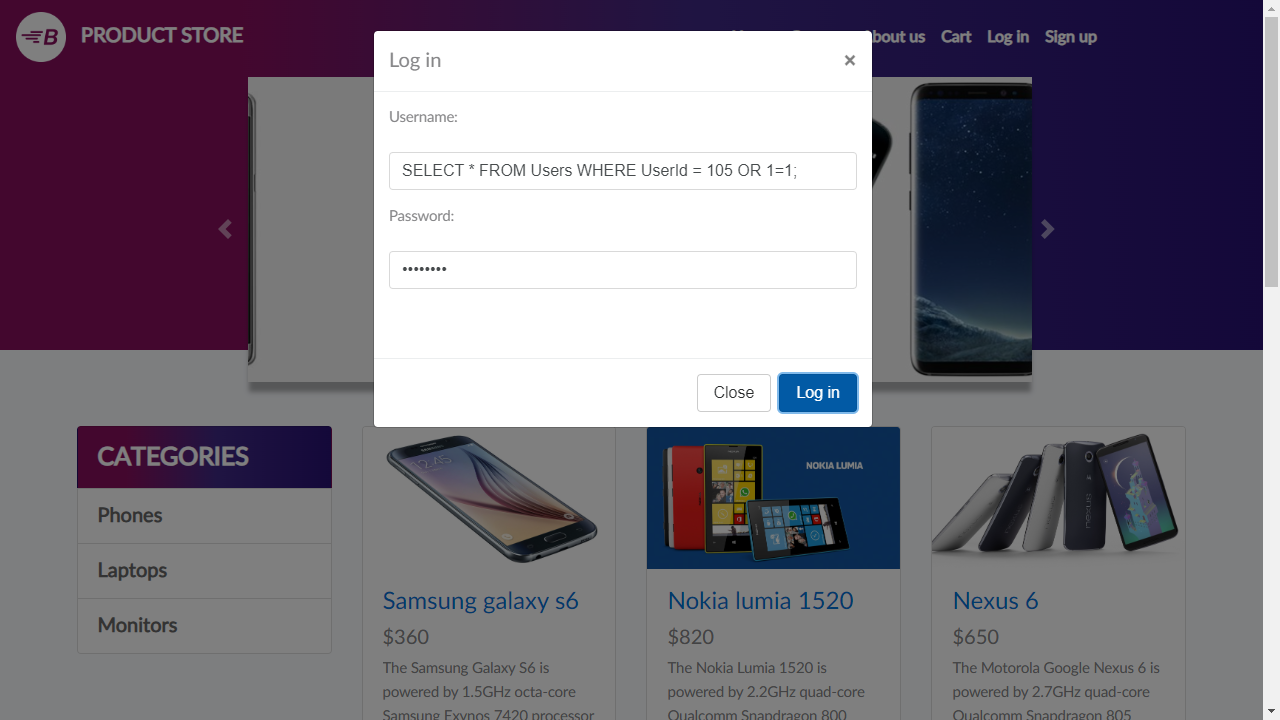 B PRODUCT STORE
About us Cart Log in Sign up
Log in ×
Username:
SELECT * FROM Users WHERE UserId = 105 OR 1=1;
Password:
••••••••
Close Log in
CATEGORIES
Phones
Laptops
Monitors
12:45
Samsung galaxy s6
$360
The Samsung Galaxy S6 is
powered by 1.5GHz octa-core
Samsung Exynos 7420 processor
NOKIA LUMIA
Nokia lumia 1520
$820
The Nokia Lumia 1520 is
powered by 2.2GHz quad-core
Qualcomm Snapdragon 800
nexus
Nexus 6
$650
The Motorola Google Nexus 6 is
powered by 2.7GHz quad-core
Qualcomm Snapdragon 805